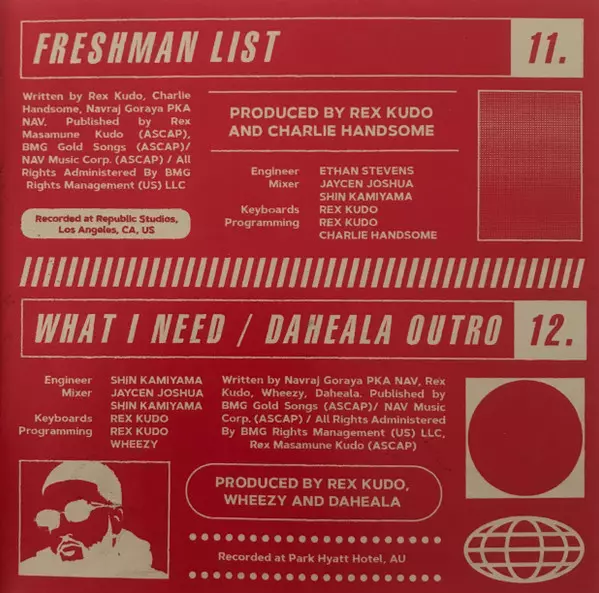 FRESHMAN LIST
11.
Written by Rex Kudo, Charlie
Handsome, Navraj Goraya PKA
NAV. Published by Rex
Masamune Kudo (ASCAP),
BMG Gold Songs (ASCAP)/
NAV Music Corp. (ASCAP) / All
Rights Administered By BMG
Rights Management (US) LLC
Recorded at Republic Studios,
Los Angeles, CA, US
PRODUCED BY REX KUDO
AND CHARLIE HANDSOME
Engineer ETHAN STEVENS
Mixer JAYCEN JOSHUA
SHIN KAMIYAMA
Keyboards REX KUDO
Programming REX KUDO
CHARLIE HANDSOME
WHAT I NEED / DAHEALA OUTRO
12.
Engineer SHIN KAMIYAMA
Mixer JAYCEN JOSHUA
SHIN KAMIYAMA
Keyboards REX KUDO
Programming REX KUDO
WHEEZY
Written by Navraj Goraya PKA NAV, Rex
Kudo, Wheezy, Daheala. Published by
BMG Gold Songs (ASCAP)/ NAV Music
Corp. (ASCAP) / All Rights Administered
By BMG Rights Management (US) LLC,
Rex Masamune Kudo (ASCAP)
PRODUCED BY REX KUDO,
WHEEZY AND DAHEALA
Recorded at Park Hyatt Hotel, AU